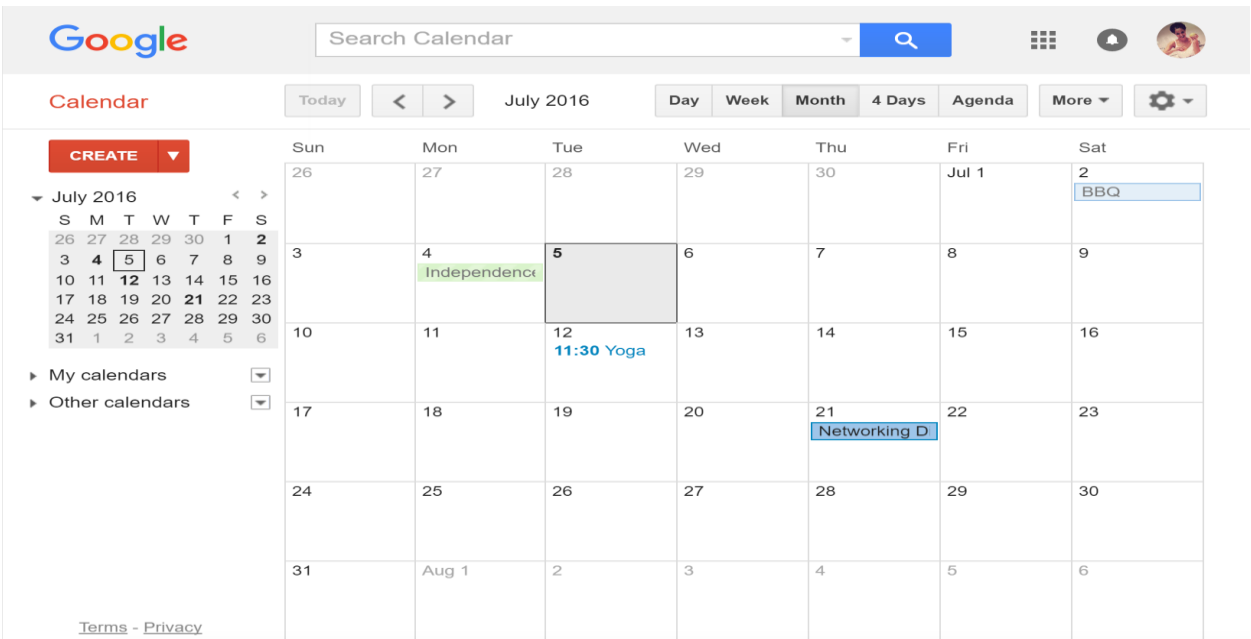 Google
Search Calendar
Calendar
Today
July 2016
Day Week Month 4 Days Agenda
More
CREATE
July 2016
S M T W T F S
26 27 28 29 30 1 2
3 4 5 6 7 8 9
10 11 12 13 14 15 16
17 18 19 20 21 22 23
24 25 26 27 28 29 30
31 1 2 3 4 5 6
My calendars
Other calendars
Terms - Privacy
Sun Mon Tue Wed Thu Fri Sat
26 27 28 29 30 Jul 1 2
BBQ
3 4 5 6 7 8 9
Independence
10 11 12 13 14 15 16
11:30 Yoga
17 18 19 20 21 22 23
Networking D
24 25 26 27 28 29 30
31 Aug 1 2 3 4 5 6